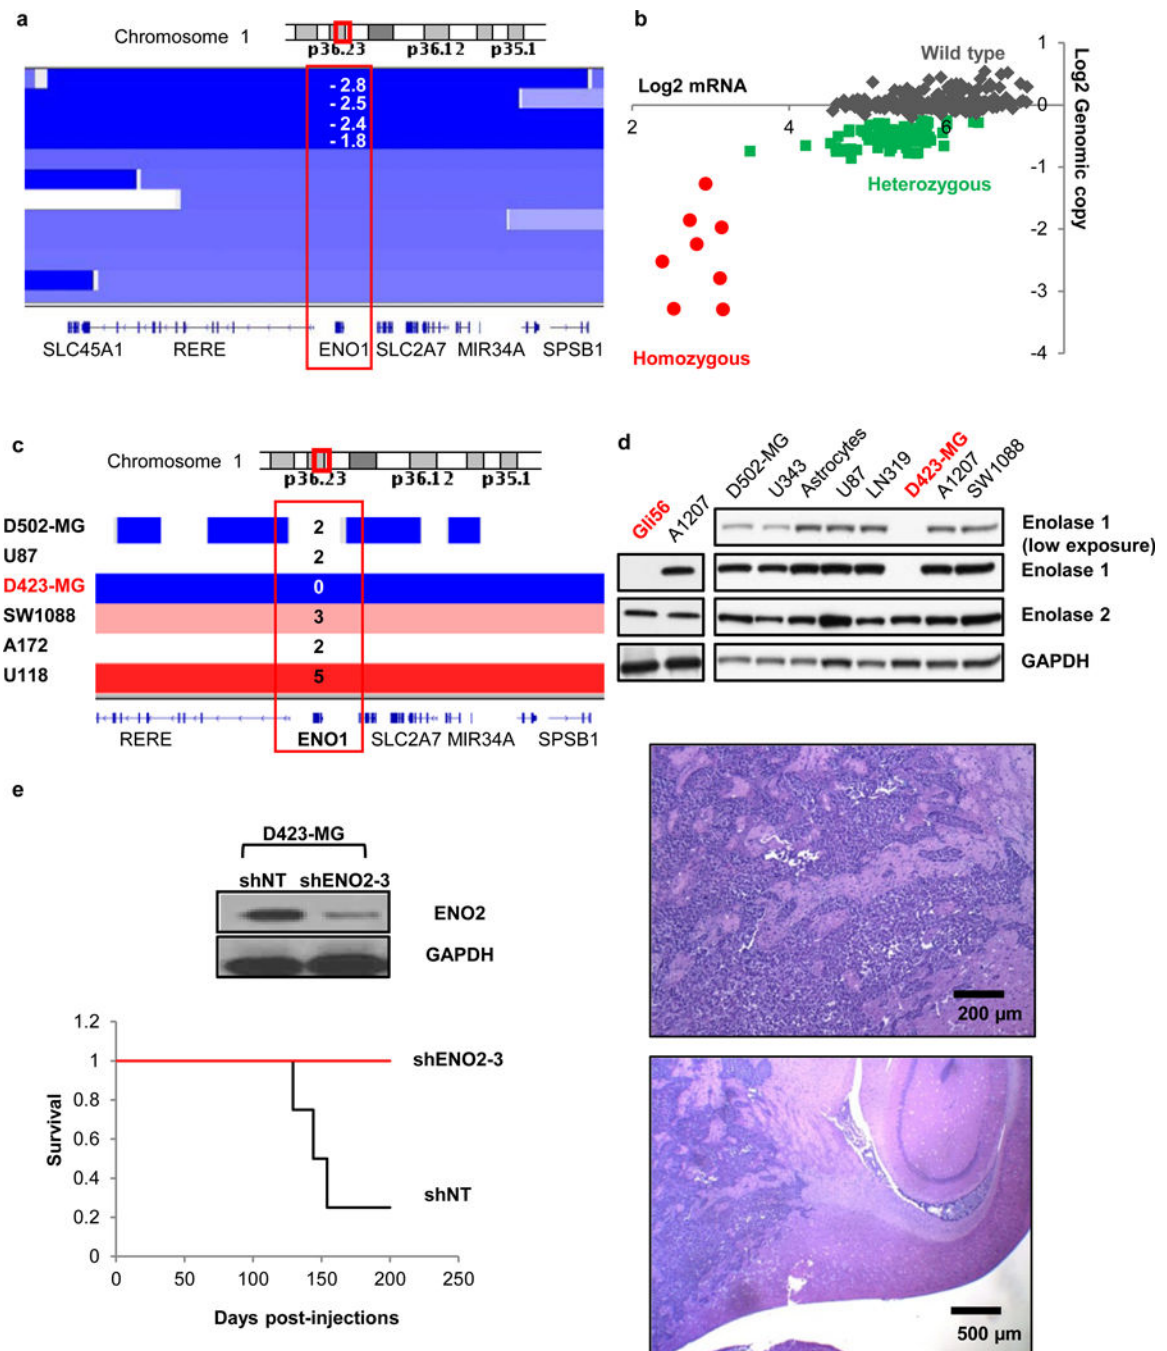 a
Chromosome 1
p36.23 p36.12 p35.1
- 2.8
- 2.5
- 2.4
- 1.8
SLC45A1 RERE ENO1 SLC2A7 MIR34A SPSB1
b
Wild type
Log2 mRNA
2 4 6
Heterozygous
Homozygous
1
0
-1
-2
-3
-4
Log2 Genomic copy
c
Chromosome 1
p36.23 p36.12 p35.1
D502-MG 2
U87 2
D423-MG 0
SW1088 3
A172 2
U118 5
RERE ENO1 SLC2A7 MIR34A SPSB1
d
Gli56 A1207
D502-MG U343 Astrocytes U87 LN319 D423-MG A1207 SW1088
Enolase 1
(low exposure)
Enolase 1
Enolase 2
GAPDH
e
D423-MG
shNT shENO2-3
ENO2
GAPDH
1.2
1
0.8
0.6
0.4
0.2
0
Survival
shENO2-3
shNT
0 50 100 150 200 250
Days post-injections
200 µm
500 µm